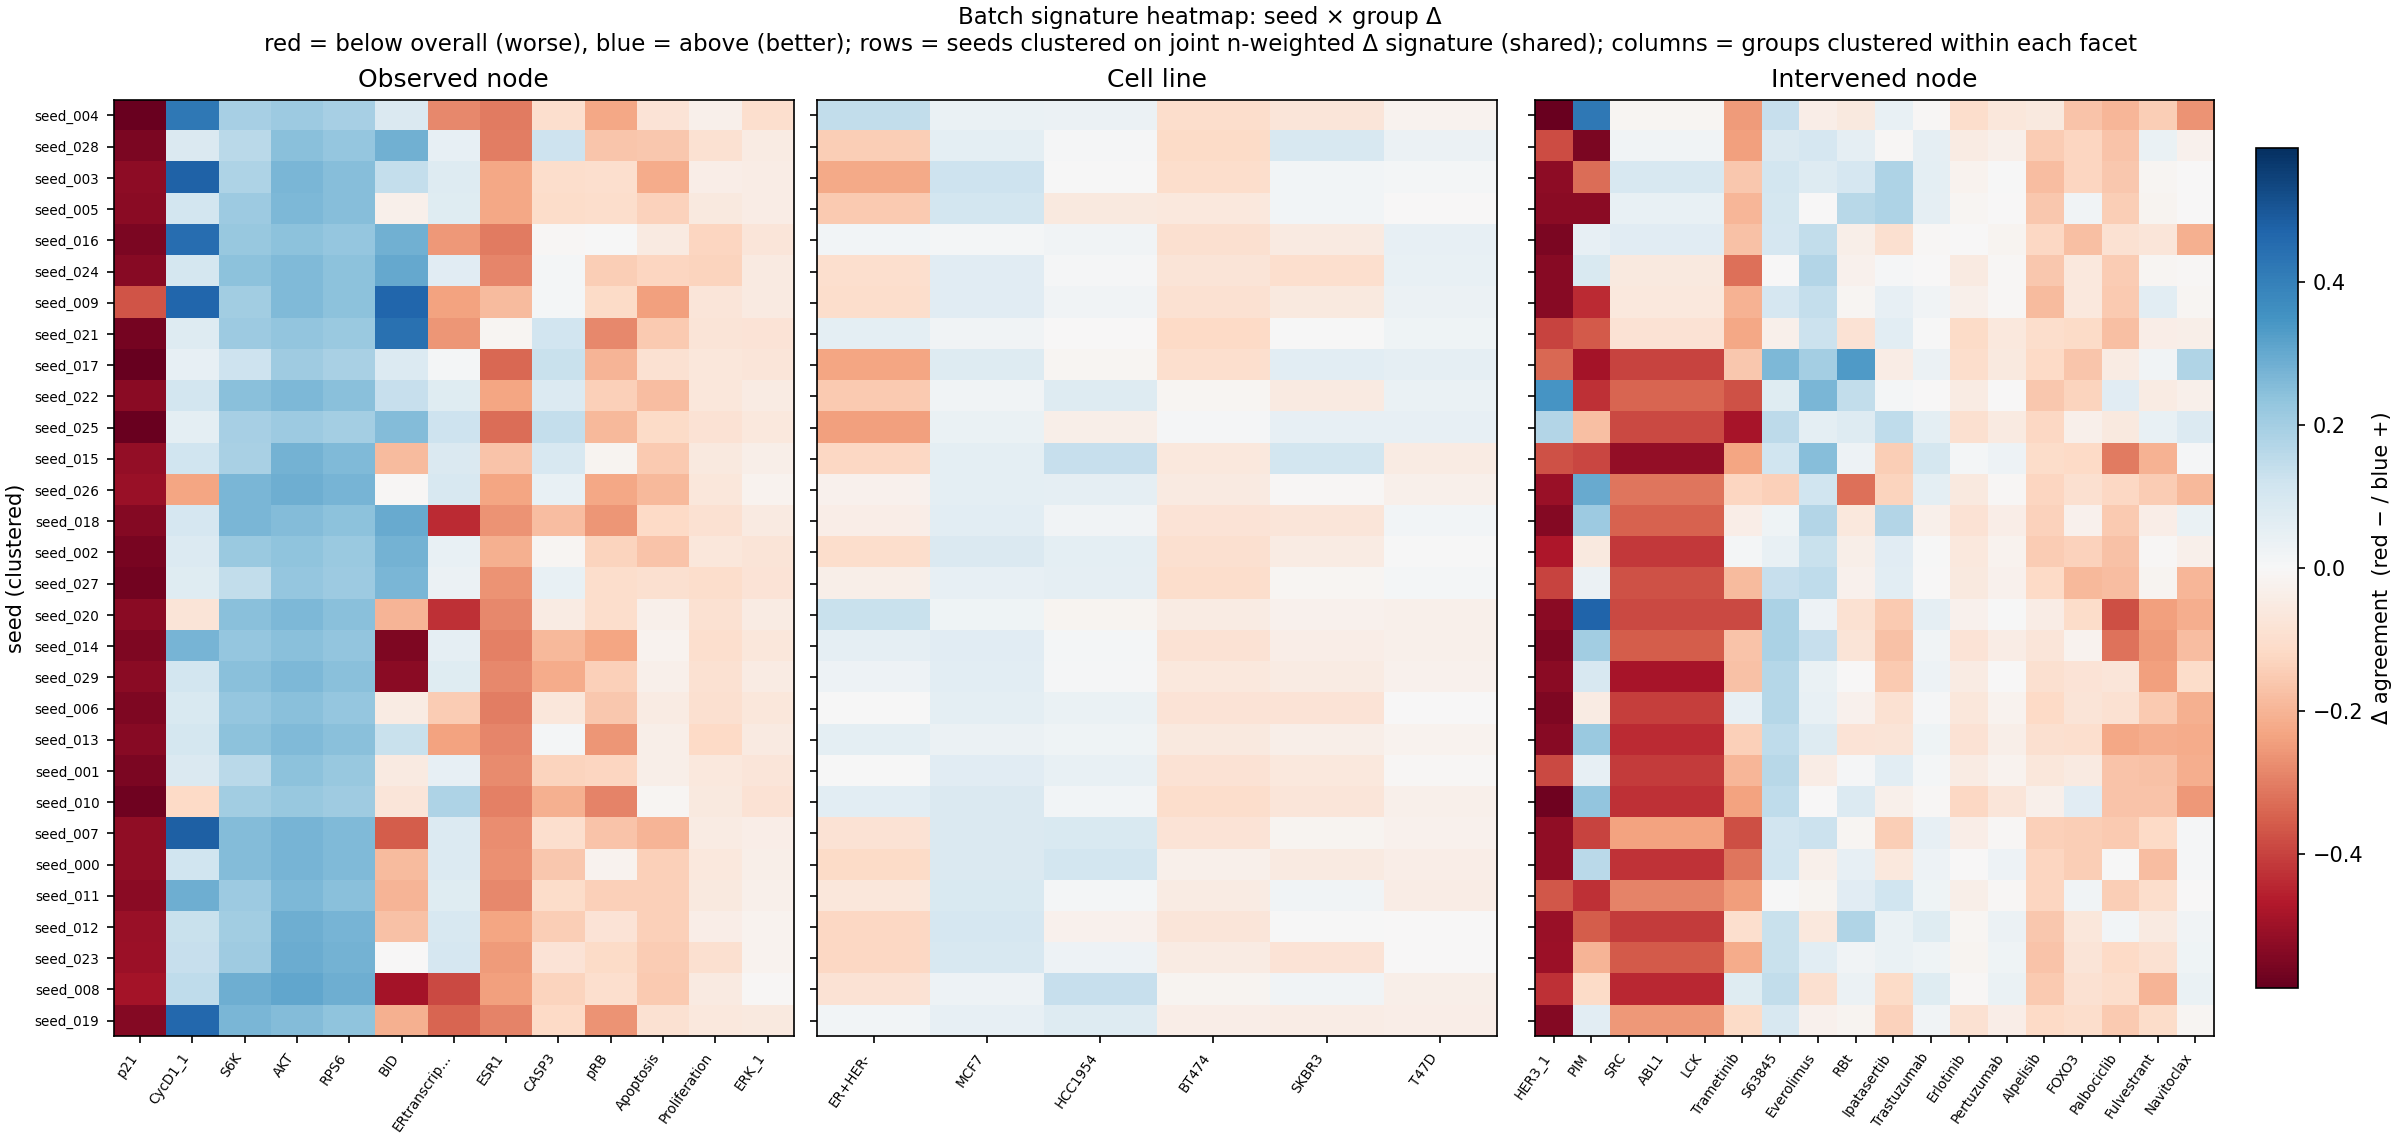 Batch signature heatmap: seed × group Δ
red = below overall (worse), blue = above (better); rows = seeds clustered on joint n-weighted Δ signature (shared); columns = groups clustered within each facet
Observed node
Cell line
Intervened node
seed (clustered)
seed_004
seed_028
seed_003
seed_005
seed_016
seed_024
seed_009
seed_021
seed_017
seed_022
seed_025
seed_015
seed_026
seed_018
seed_002
seed_027
seed_020
seed_014
seed_029
seed_006
seed_013
seed_001
seed_010
seed_007
seed_000
seed_011
seed_012
seed_023
seed_008
seed_019
p21
CycD1_1
S6K
AKT
RPS6
BID
ERtranscrip...
ESR1
CASP3
pRB
Apoptosis
Proliferation
ERK_1
ER+HER-
MCF7
HCC1954
BT474
SKBR3
T47D
HER3_1
PIM
SRC
ABL1
LCK
Trametinib
S63845
Everolimus
RBt
Ipatasertib
Trastuzumab
Erlotinib
Pertuzumab
Alpelisib
FOXO3
Palbociclib
Fulvestrant
Navitoclax
0.4
0.2
0.0
−0.2
−0.4
Δ agreement (red − / blue +)